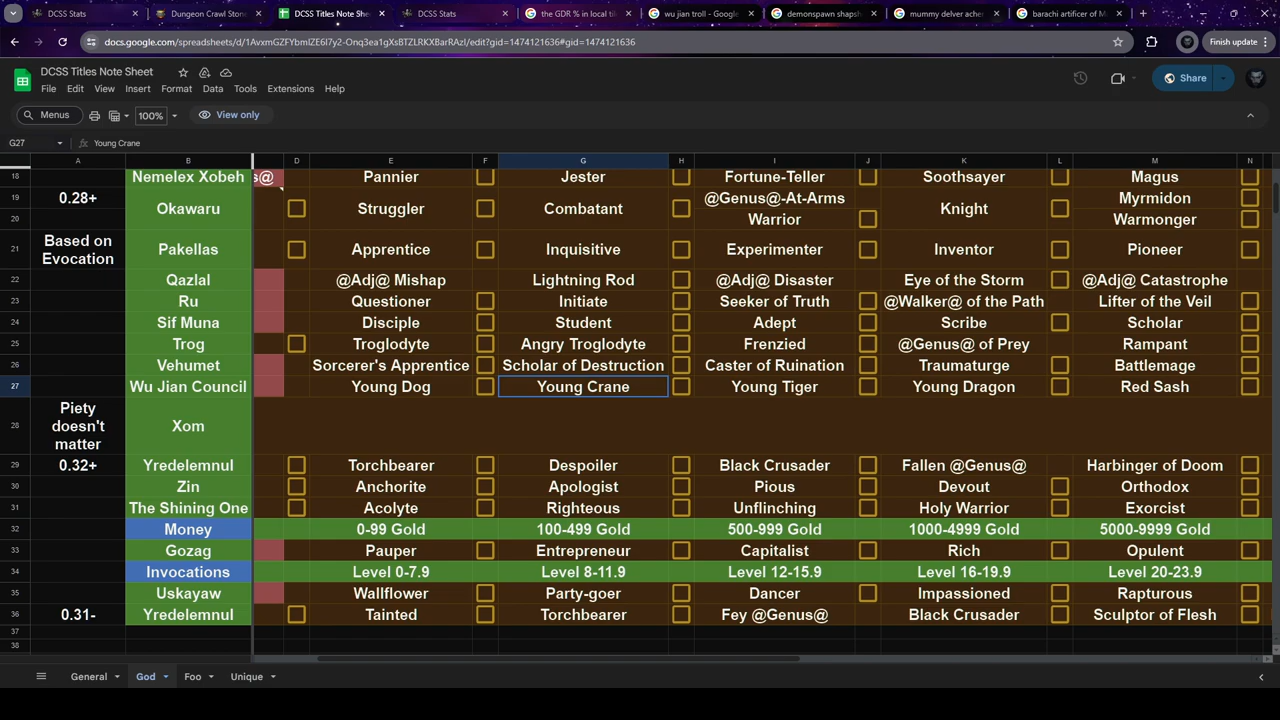 DCSS Stats
Dungeon Crawl Stone
DCSS Titles Note Shee
DCSS Stats
the GDR % in local til
wu jian troll - Google
demonspawn shapsh
mummy delver ache
barachi artificer of M
docs.google.com/spreadsheets/d/1AvxmGZFYbmIZE6I7y2-Onq3ea1gXsBTZLRKXBarRAzI/edit?gid=1474121636#gid=1474121636
Finish update
DCSS Titles Note Sheet
File Edit View Insert Format Data Tools Extensions Help
Share
Menus
100%
View only
G27 fx Young Crane
A B D E F G H I J K L M N
18 Nemelex Xobeh s@ Pannier Jester Fortune-Teller Soothsayer Magus
19 0.28+ Okawaru Struggler Combatant @Genus@-At-Arms Knight Myrmidon
20 Warrior Warmonger
21 Based on Evocation Pakellas Apprentice Inquisitive Experimenter Inventor Pioneer
22 Qazlal @Adj@ Mishap Lightning Rod @Adj@ Disaster Eye of the Storm @Adj@ Catastrophe
23 Ru Questioner Initiate Seeker of Truth @Walker@ of the Path Lifter of the Veil
24 Sif Muna Disciple Student Adept Scribe Scholar
25 Trog Troglodyte Angry Troglodyte Frenzied @Genus@ of Prey Rampant
26 Vehumet Sorcerer's Apprentice Scholar of Destruction Caster of Ruination Traumaturge Battlemage
27 Wu Jian Council Young Dog Young Crane Young Tiger Young Dragon Red Sash
28 Piety doesn't matter Xom
29 0.32+ Yredelemnul Torchbearer Despoiler Black Crusader Fallen @Genus@ Harbinger of Doom
30 Zin Anchorite Apologist Pious Devout Orthodox
31 The Shining One Acolyte Righteous Unflinching Holy Warrior Exorcist
32 Money 0-99 Gold 100-499 Gold 500-999 Gold 1000-4999 Gold 5000-9999 Gold
33 Gozag Pauper Entrepreneur Capitalist Rich Opulent
34 Invocations Level 0-7.9 Level 8-11.9 Level 12-15.9 Level 16-19.9 Level 20-23.9
35 Uskayaw Wallflower Party-goer Dancer Impassioned Rapturous
36 0.31- Yredelemnul Tainted Torchbearer Fey @Genus@ Black Crusader Sculptor of Flesh
37
38
General God Foo Unique